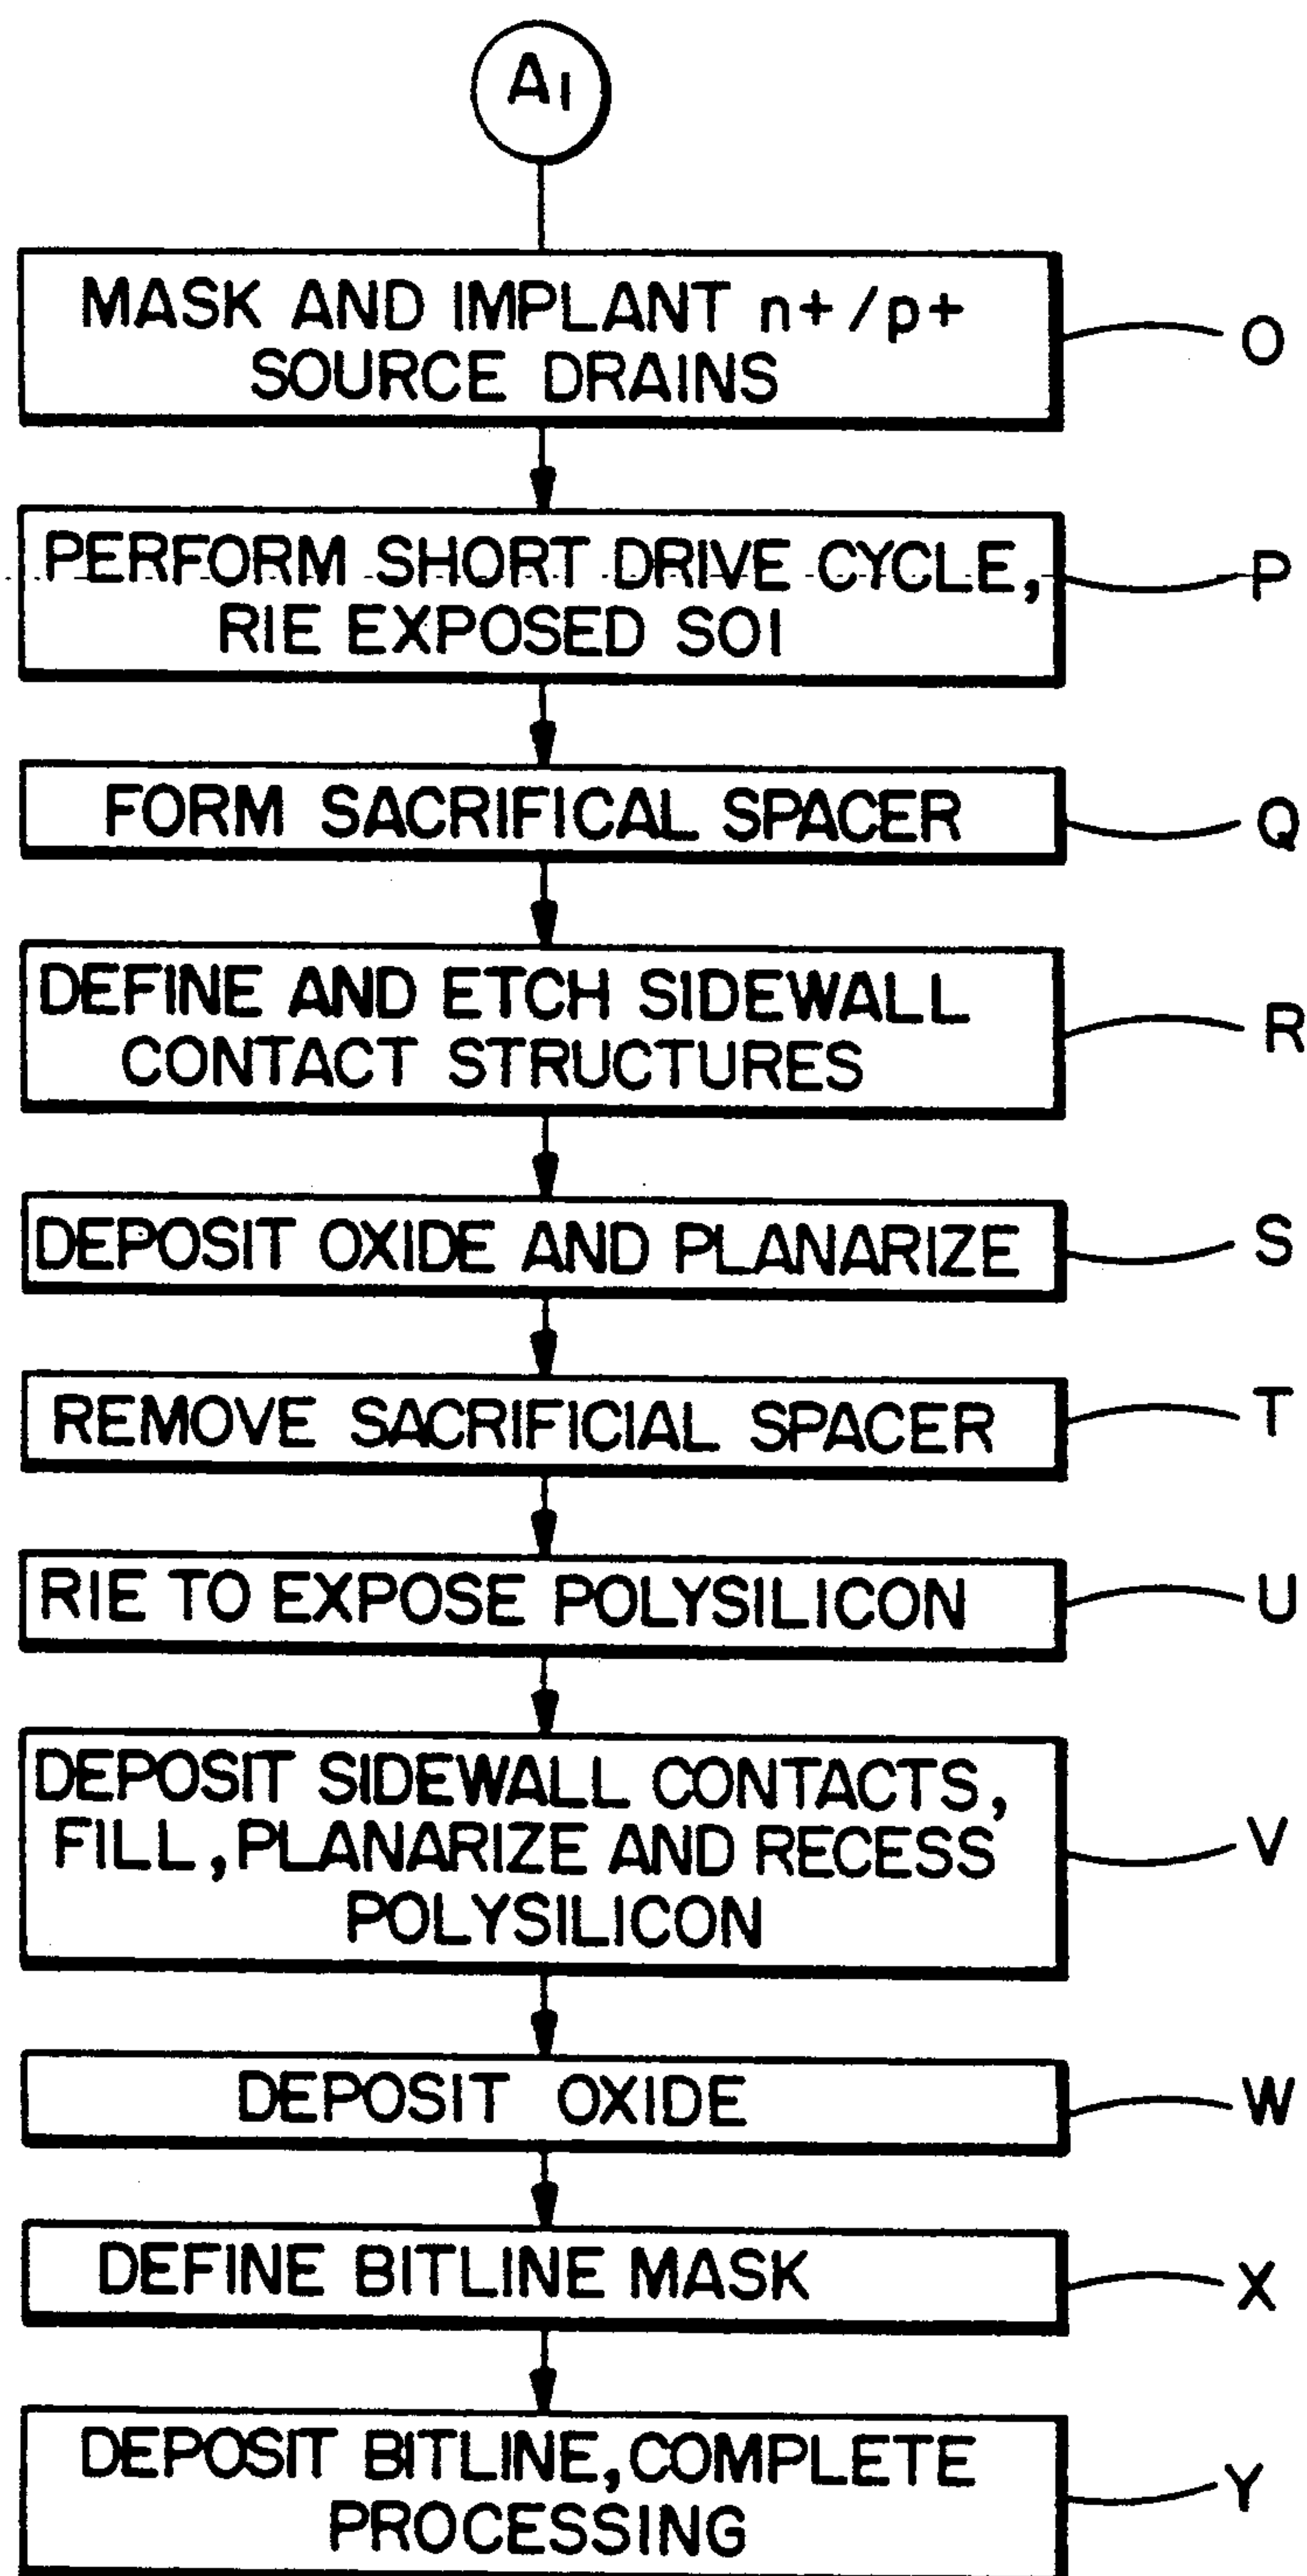 A1
MASK AND IMPLANT n+/p+
SOURCE DRAINS
O
PERFORM SHORT DRIVE CYCLE,
RIE EXPOSED SOI
P
FORM SACRIFICAL SPACER
Q
DEFINE AND ETCH SIDEWALL
CONTACT STRUCTURES
R
DEPOSIT OXIDE AND PLANARIZE
S
REMOVE SACRIFICIAL SPACER
T
RIE TO EXPOSE POLYSILICON
U
DEPOSIT SIDEWALL CONTACTS,
FILL, PLANARIZE AND RECESS
POLYSILICON
V
DEPOSIT OXIDE
W
DEFINE BITLINE MASK
X
DEPOSIT BITLINE, COMPLETE
PROCESSING
Y